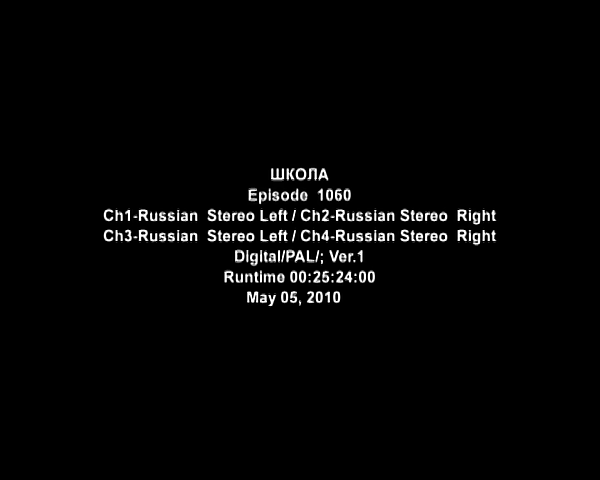 ШКОЛА
Episode 1060
Ch1-Russian Stereo Left / Ch2-Russian Stereo Right
Ch3-Russian Stereo Left / Ch4-Russian Stereo Right
Digital/PAL/; Ver.1
Runtime 00:25:24:00
May 05, 2010